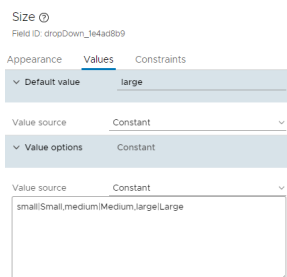 Size
Field ID: dropDown_1e4ad8b9
Appearance Values Constraints
Default value large
Value source Constant
Value options Constant
Value source Constant
small|Small,medium|Medium,large|Large